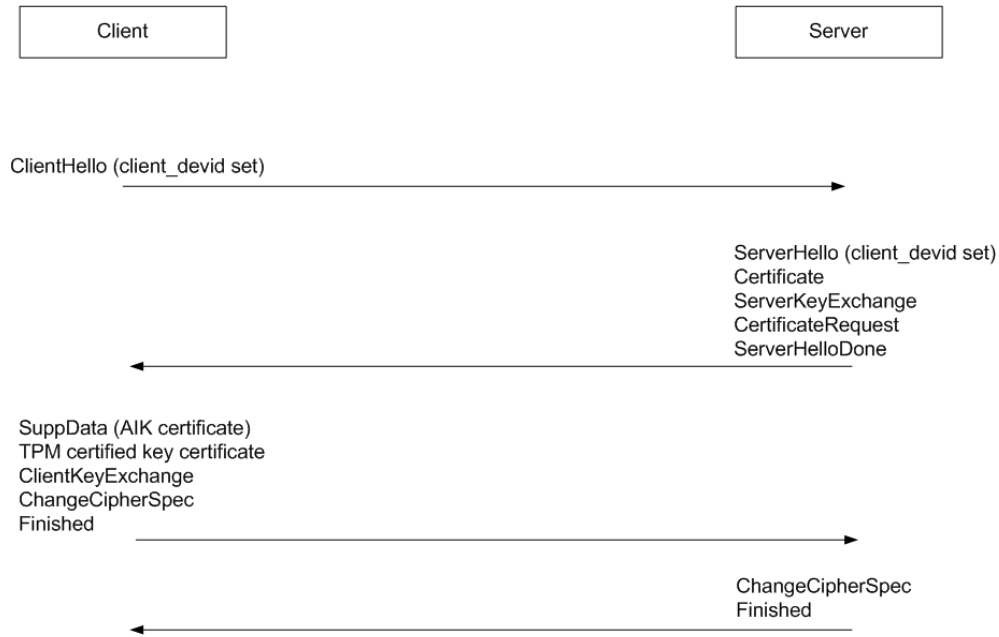 Client
Server
ClientHello (client_devid set)
ServerHello (client_devid set)
Certificate
ServerKeyExchange
CertificateRequest
ServerHelloDone
SuppData (AIK certificate)
TPM certified key certificate
ClientKeyExchange
ChangeCipherSpec
Finished
ChangeCipherSpec
Finished